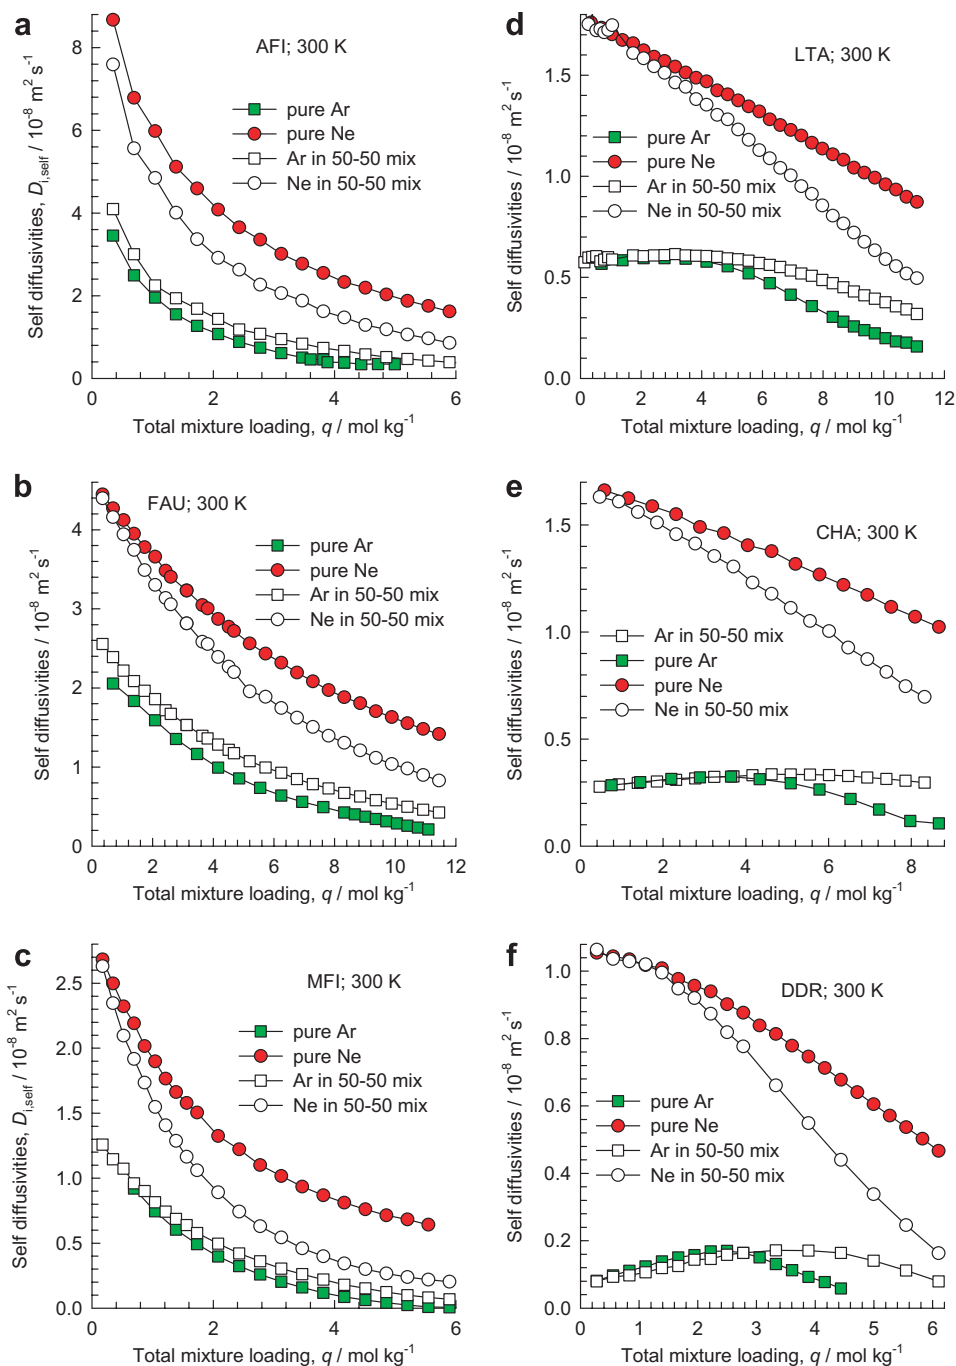 a
AFI; 300 K
pure Ar
pure Ne
Ar in 50-50 mix
Ne in 50-50 mix
Self diffusivities, D_i,self / 10⁻⁸ m² s⁻¹
8
6
4
2
0
0 2 4 6
Total mixture loading, q / mol kg⁻¹
d
LTA; 300 K
pure Ar
pure Ne
Ar in 50-50 mix
Ne in 50-50 mix
Self diffusivities / 10⁻⁸ m² s⁻¹
1.5
1.0
0.5
0.0
0 2 4 6 8 10 12
Total mixture loading, q / mol kg⁻¹
b
FAU; 300 K
pure Ar
pure Ne
Ar in 50-50 mix
Ne in 50-50 mix
Self diffusivities / 10⁻⁸ m² s⁻¹
4
3
2
1
0
0 2 4 6 8 10 12
Total mixture loading, q / mol kg⁻¹
e
CHA; 300 K
Ar in 50-50 mix
pure Ar
pure Ne
Ne in 50-50 mix
Self diffusivities / 10⁻⁸ m² s⁻¹
1.5
1.0
0.5
0.0
0 2 4 6 8
Total mixture loading, q / mol kg⁻¹
c
MFI; 300 K
pure Ar
pure Ne
Ar in 50-50 mix
Ne in 50-50 mix
Self diffusivities, D_i,self / 10⁻⁸ m² s⁻¹
2.5
2.0
1.5
1.0
0.5
0.0
0 2 4 6
Total mixture loading, q / mol kg⁻¹
f
DDR; 300 K
pure Ar
pure Ne
Ar in 50-50 mix
Ne in 50-50 mix
Self diffusivities / 10⁻⁸ m² s⁻¹
1.0
0.8
0.6
0.4
0.2
0.0
0 1 2 3 4 5 6
Total mixture loading, q / mol kg⁻¹